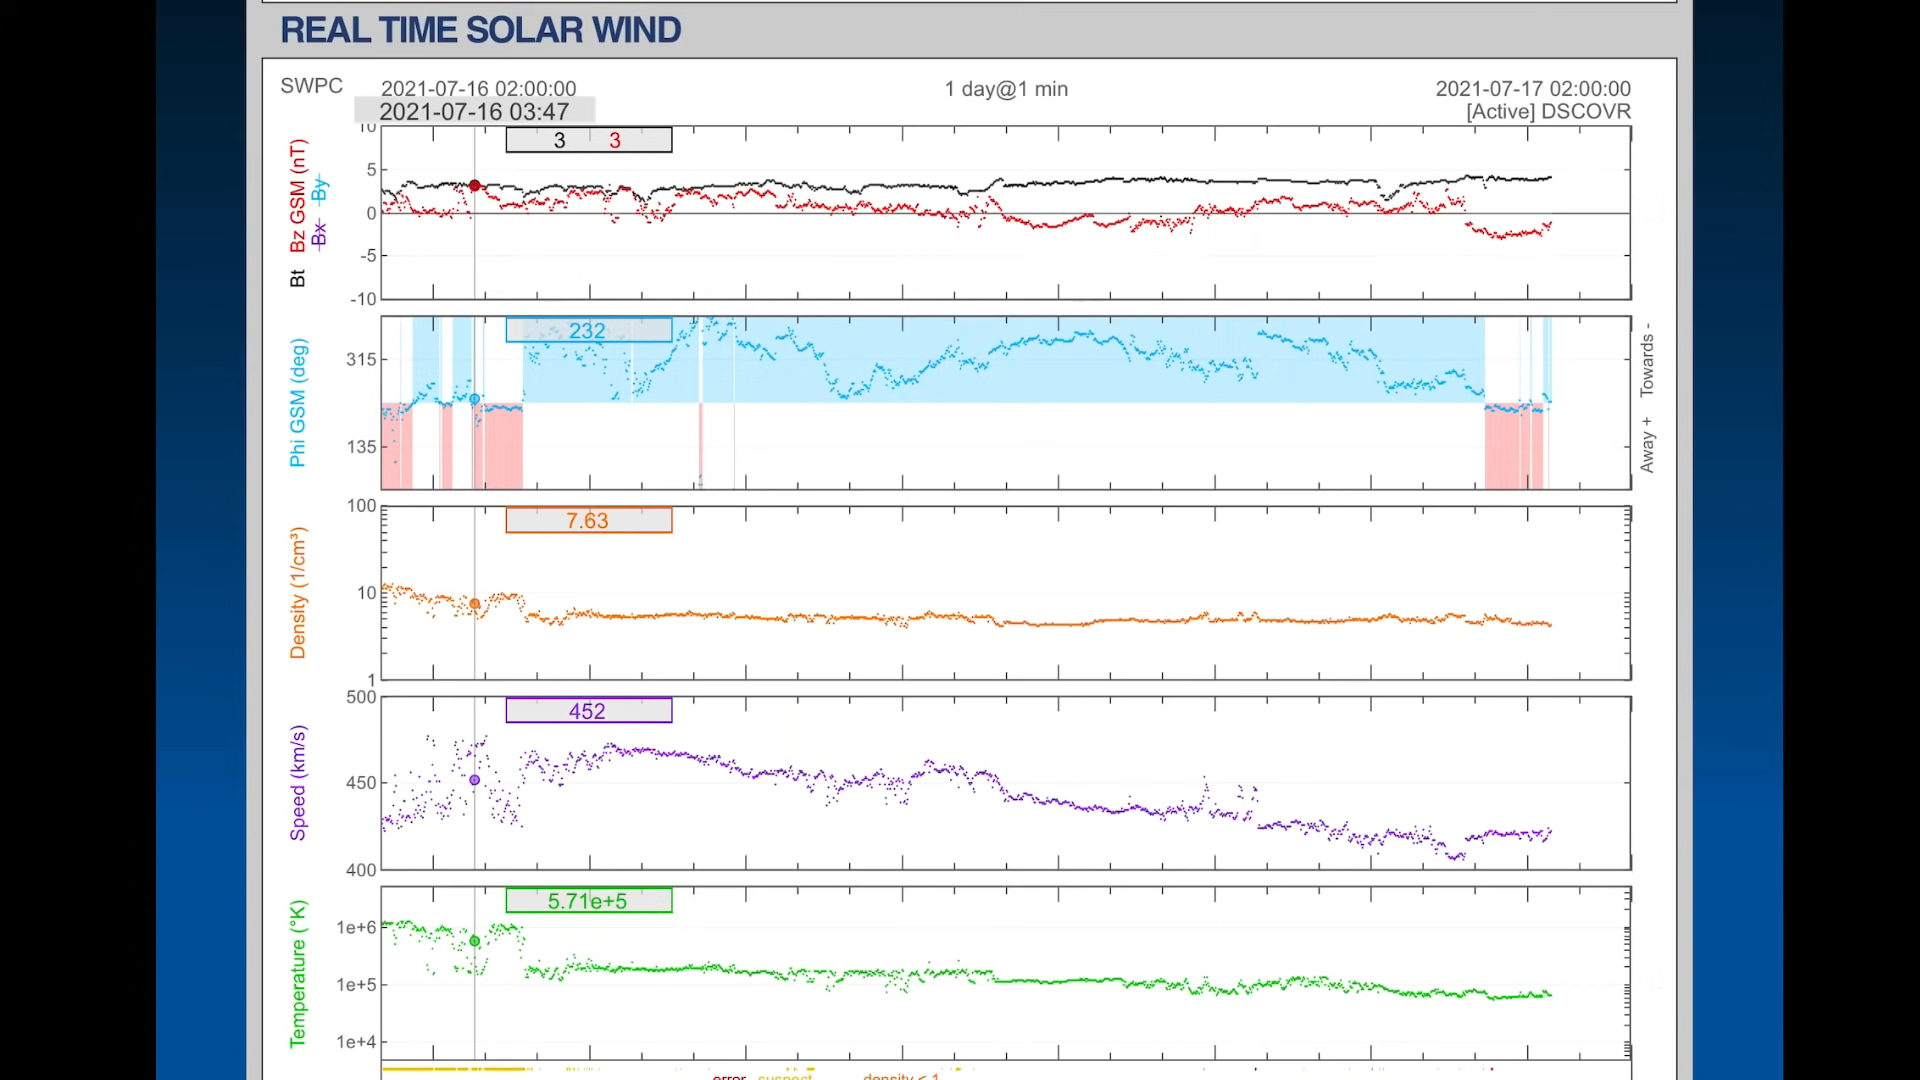 REAL TIME SOLAR WIND
SWPC
2021-07-16 02:00:00
1 day@1 min
2021-07-17 02:00:00
2021-07-16 03:47
[Active] DSCOVR
Bt Bz GSM (nT)
Bx By
10
5
0
-5
-10
3 3
Phi GSM (deg)
315
135
232
Away + Towards -
Density (1/cm³)
100
10
1
7.63
Speed (km/s)
500
450
400
452
Temperature (°K)
1e+6
1e+5
1e+4
5.71e+5
error suspect density < 1